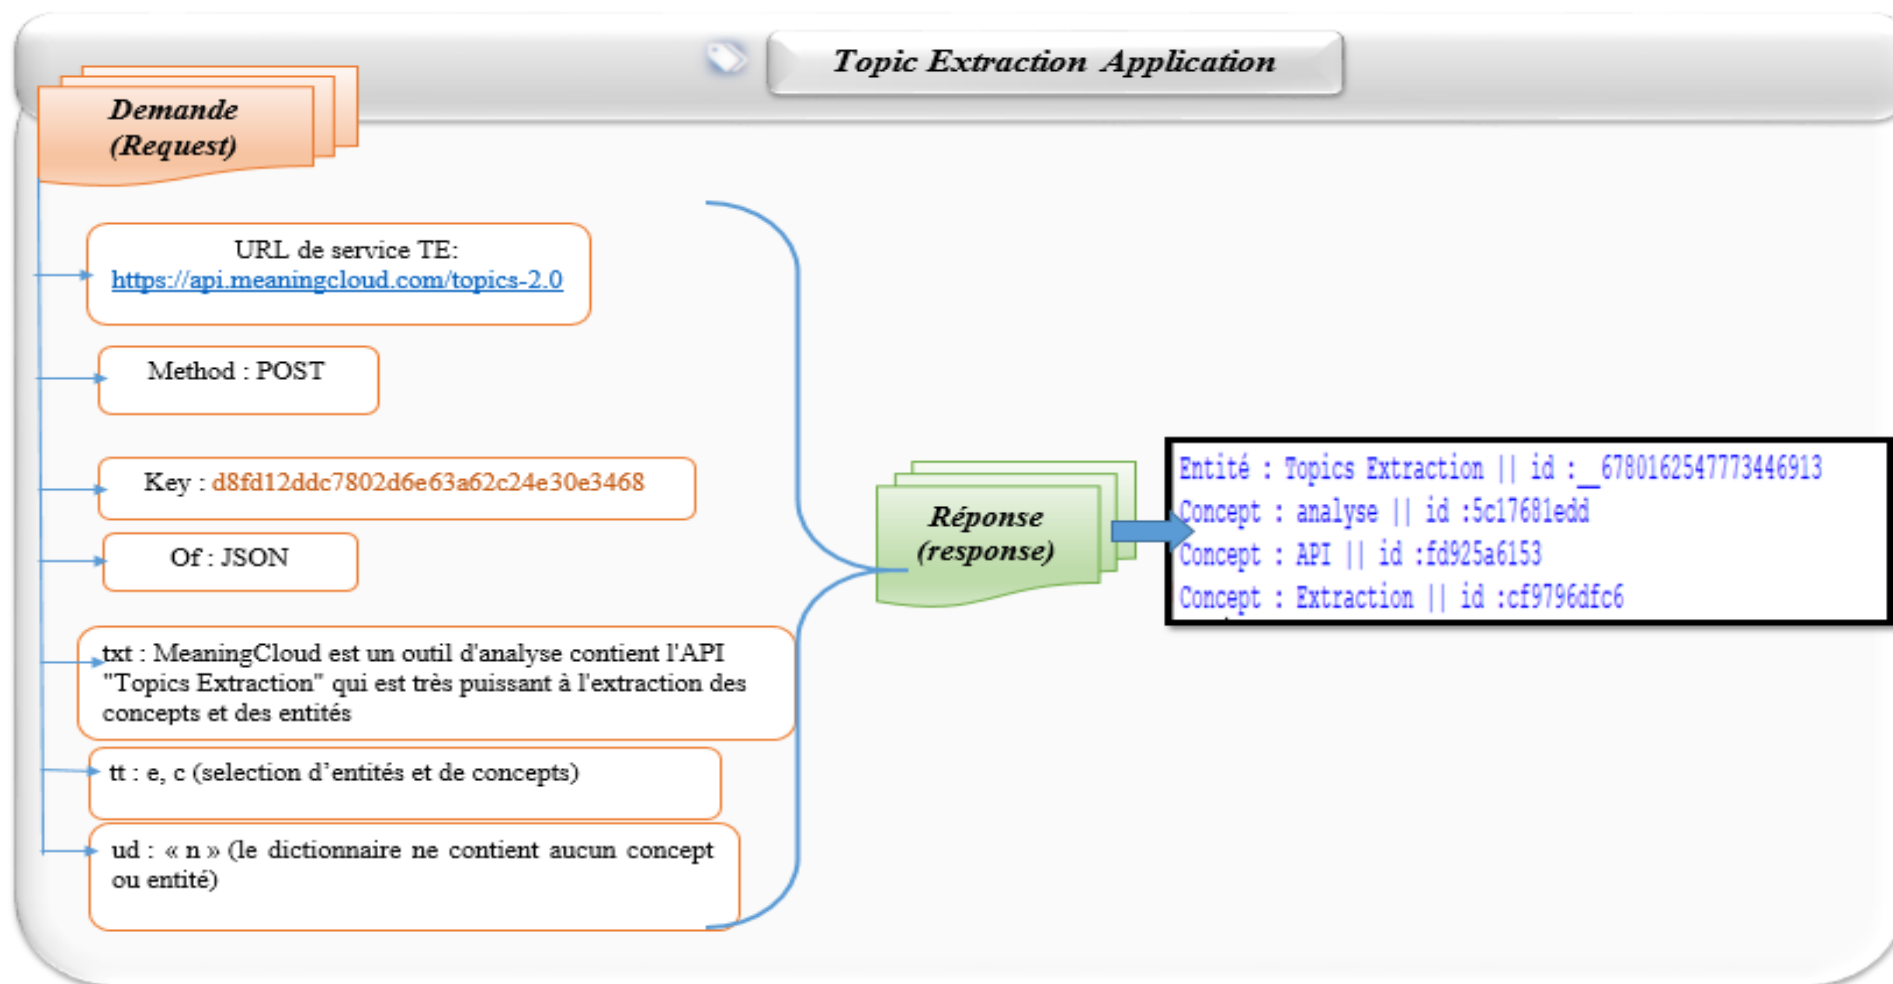 Topic Extraction Application
Demande
(Request)
URL de service TE:
https://api.meaningcloud.com/topics-2.0
Method : POST
Key : d8fd12ddc7802d6e63a62c24e30e3468
Of : JSON
txt : MeaningCloud est un outil d'analyse contient l'API
"Topics Extraction" qui est très puissant à l'extraction des
concepts et des entités
tt : e, c (selection d’entités et de concepts)
ud : « n » (le dictionnaire ne contient aucun concept
ou entité)
Réponse
(response)
Entité : Topics Extraction || id :__6780162547773446913
Concept : analyse || id :5c17681edd
Concept : API || id :fd925a6153
Concept : Extraction || id :cf9796dfc6